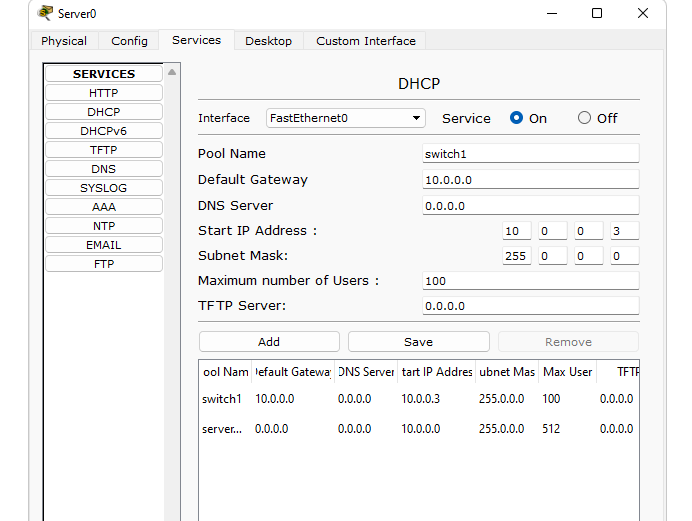 Server0
Physical Config Services Desktop Custom Interface
SERVICES
HTTP
DHCP
DHCPv6
TFTP
DNS
SYSLOG
AAA
NTP
EMAIL
FTP
DHCP
Interface FastEthernet0 Service On Off
Pool Name switch1
Default Gateway 10.0.0.0
DNS Server 0.0.0.0
Start IP Address : 10 0 0 3
Subnet Mask: 255 0 0 0
Maximum number of Users : 100
TFTP Server: 0.0.0.0
Add Save Remove
ool Nam efault Gateway DNS Server tart IP Addres ubnet Mas Max User TFTP
switch1 10.0.0.0 0.0.0.0 10.0.0.3 255.0.0.0 100 0.0.0.0
server... 0.0.0.0 0.0.0.0 10.0.0.0 255.0.0.0 512 0.0.0.0